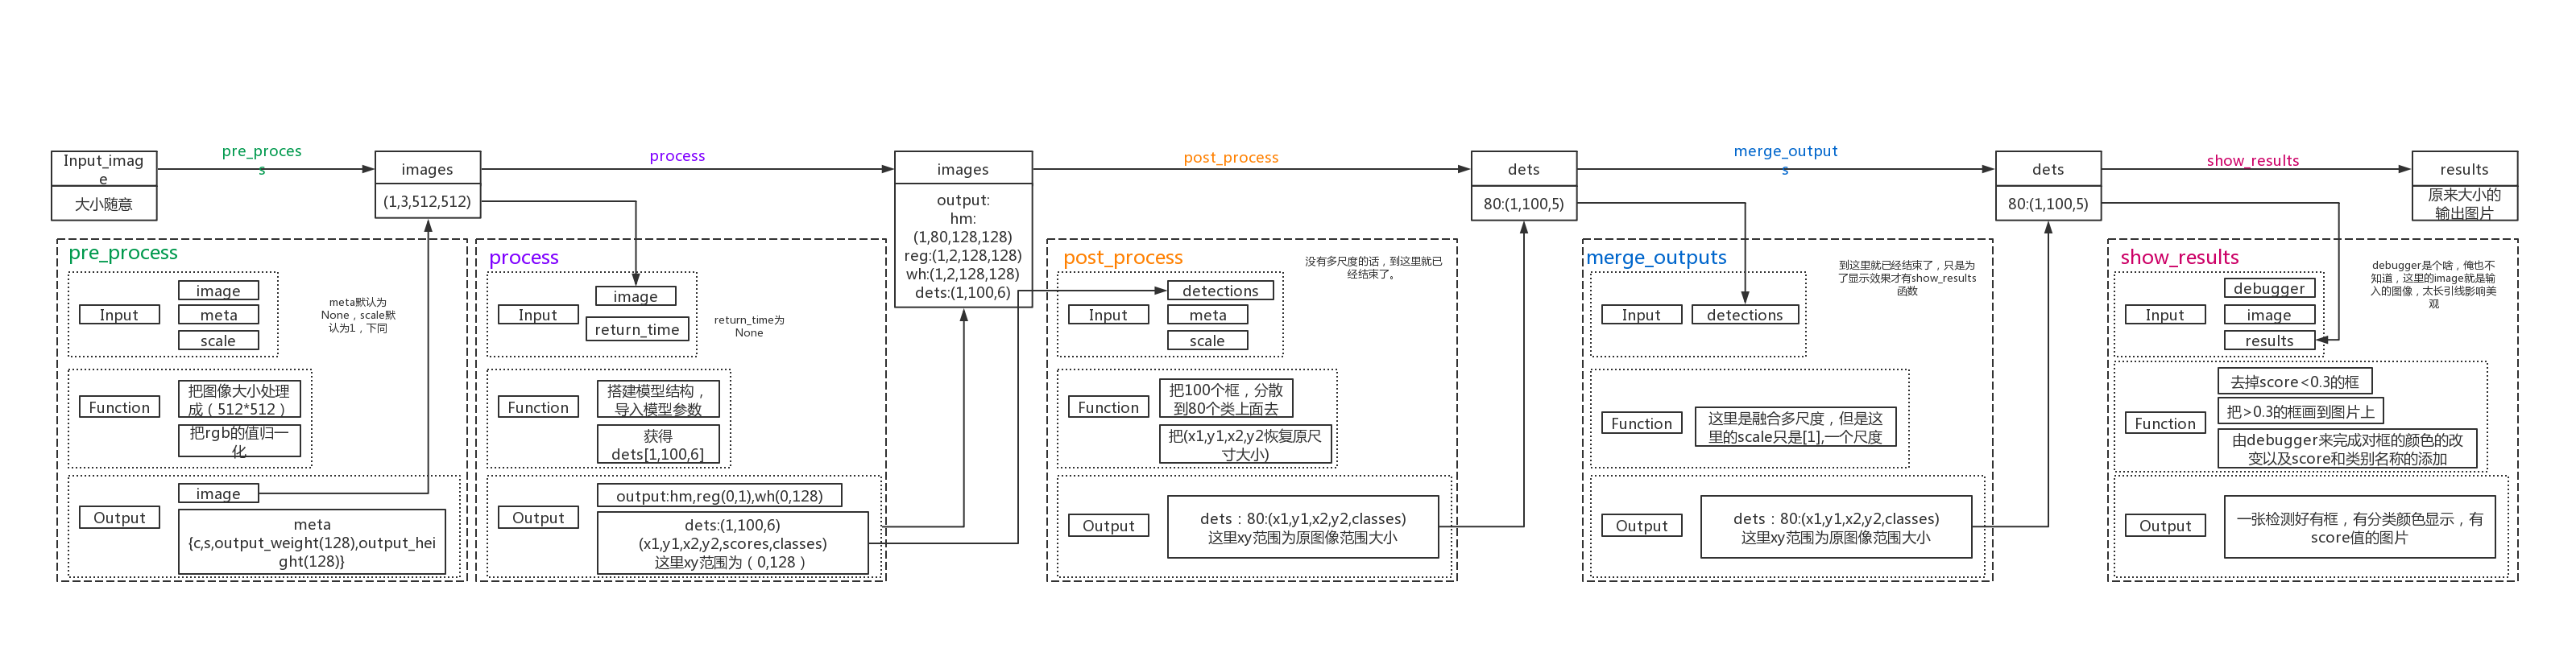 Input_imag
e
大小随意
pre_proces
s
images
(1,3,512,512)
process
images
output:
hm:
(1,80,128,128)
reg:(1,2,128,128)
wh:(1,2,128,128)
dets:(1,100,6)
post_process
dets
80:(1,100,5)
merge_output
s
dets
80:(1,100,5)
show_results
results
原来大小的
输出图片
pre_process
Input
image
meta
scale
meta默认为
None，scale默
认为1，下同
Function
把图像大小处理
成（512*512）
把rgb的值归一
化
Output
image
meta
{c,s,output_weight(128),output_hei
ght(128)}
process
Input
image
return_time
return_time为
None
Function
搭建模型结构，
导入模型参数
获得
dets[1,100,6]
Output
output:hm,reg(0,1),wh(0,128)
dets:(1,100,6)
(x1,y1,x2,y2,scores,classes)
这里xy范围为（0,128）
post_process
没有多尺度的话，到这里就已
经结束了。
Input
detections
meta
scale
Function
把100个框，分散
到80个类上面去
把(x1,y1,x2,y2恢复原尺
寸大小)
Output
dets：80:(x1,y1,x2,y2,classes)
这里xy范围为原图像范围大小
merge_outputs
到这里就已经结束了，只是为
了显示效果才有show_results
函数
Input
detections
Function
这里是融合多尺度，但是这
里的scale只是[1],一个尺度
Output
dets：80:(x1,y1,x2,y2,classes)
这里xy范围为原图像范围大小
show_results
debugger是个啥，俺也不
知道，这里的image就是输
入的图像，太长引线影响美
观
Input
debugger
image
results
Function
去掉score<0.3的框
把>0.3的框画到图片上
由debugger来完成对框的颜色的改
变以及score和类别名称的添加
Output
一张检测好有框，有分类颜色显示，有
score值的图片